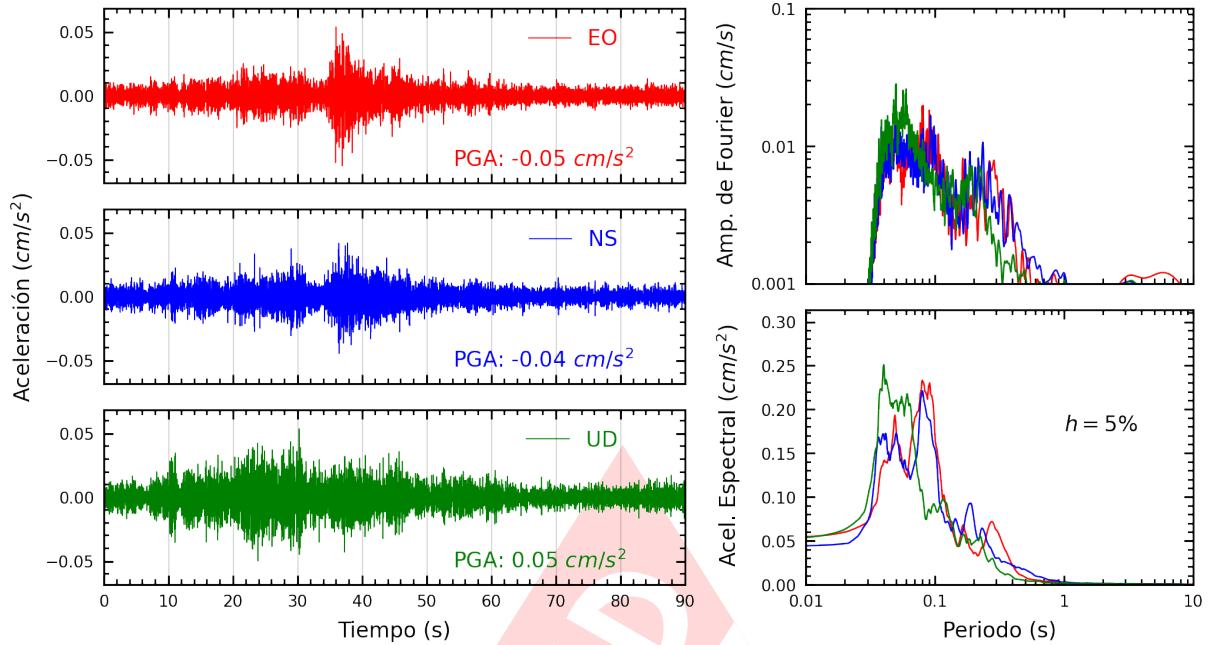 Aceleración (cm/s²)
0.05
0.00
−0.05
EO
PGA: -0.05 cm/s²
0.05
0.00
−0.05
NS
PGA: -0.04 cm/s²
0.05
0.00
−0.05
UD
PGA: 0.05 cm/s²
0 10 20 30 40 50 60 70 80 90
Tiempo (s)
Amp. de Fourier (cm/s)
0.1
0.01
0.001
Acel. Espectral (cm/s²)
0.30
0.25
0.20
0.15
0.10
0.05
0.00
h = 5%
0.01 0.1 1 10
Periodo (s)